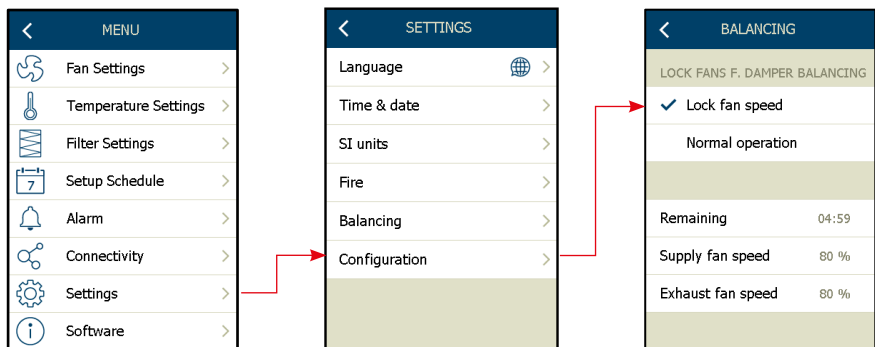 MENU
Fan Settings
Temperature Settings
Filter Settings
7
Setup Schedule
Alarm
Connectivity
Settings
i
Software
SETTINGS
Language
Time & date
SI units
Fire
Balancing
Configuration
BALANCING
LOCK FANS F. DAMPER BALANCING
Lock fan speed
Normal operation
Remaining 04:59
Supply fan speed 80 %
Exhaust fan speed 80 %